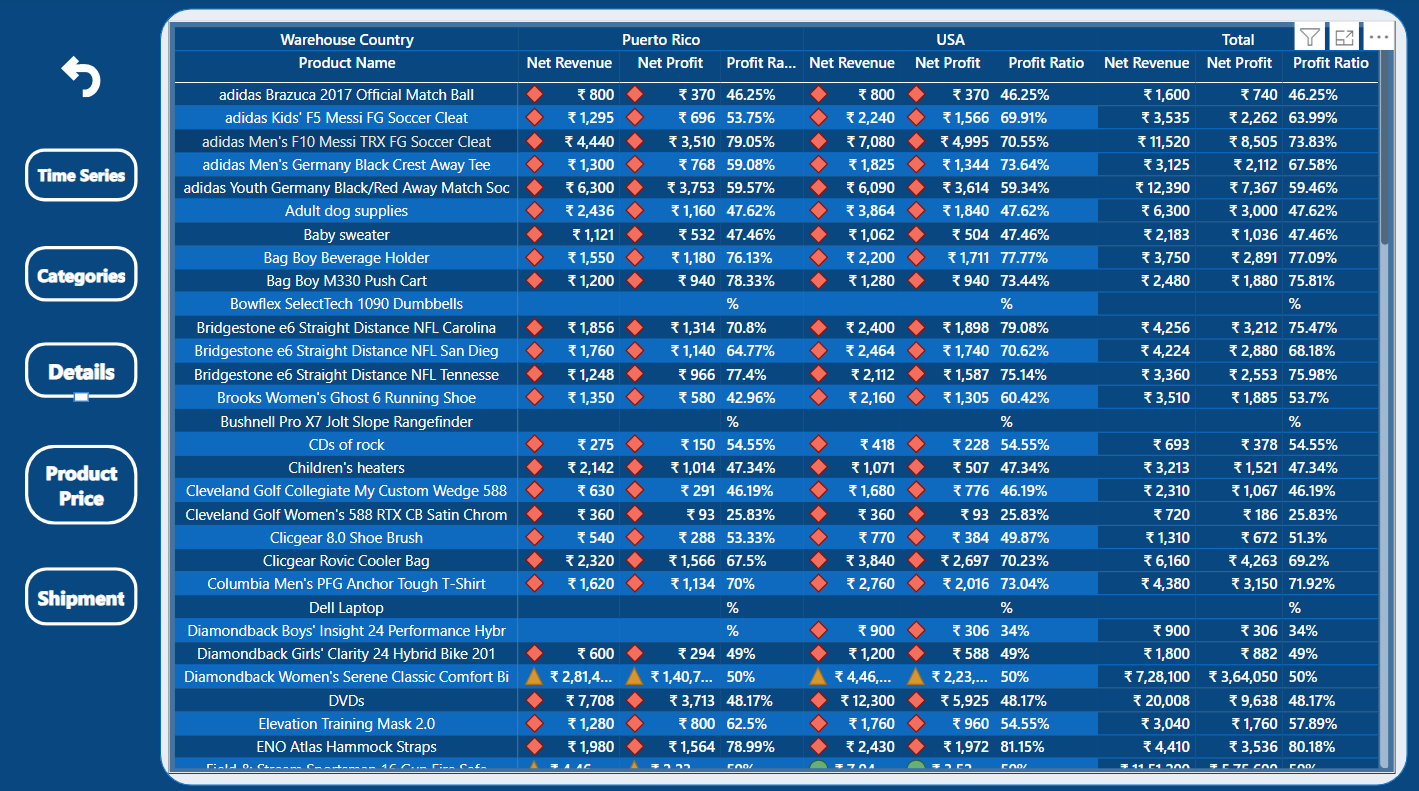 Time Series
Categories
Details
Product
Price
Shipment
Warehouse Country Puerto Rico USA Total
Product Name Net Revenue Net Profit Profit Ra... Net Revenue Net Profit Profit Ratio Net Revenue Net Profit Profit Ratio
adidas Brazuca 2017 Official Match Ball ₹ 800 ₹ 370 46.25% ₹ 800 ₹ 370 46.25% ₹ 1,600 ₹ 740 46.25%
adidas Kids' F5 Messi FG Soccer Cleat ₹ 1,295 ₹ 696 53.75% ₹ 2,240 ₹ 1,566 69.91% ₹ 3,535 ₹ 2,262 63.99%
adidas Men's F10 Messi TRX FG Soccer Cleat ₹ 4,440 ₹ 3,510 79.05% ₹ 7,080 ₹ 4,995 70.55% ₹ 11,520 ₹ 8,505 73.83%
adidas Men's Germany Black Crest Away Tee ₹ 1,300 ₹ 768 59.08% ₹ 1,825 ₹ 1,344 73.64% ₹ 3,125 ₹ 2,112 67.58%
adidas Youth Germany Black/Red Away Match Soc ₹ 6,300 ₹ 3,753 59.57% ₹ 6,090 ₹ 3,614 59.34% ₹ 12,390 ₹ 7,367 59.46%
Adult dog supplies ₹ 2,436 ₹ 1,160 47.62% ₹ 3,864 ₹ 1,840 47.62% ₹ 6,300 ₹ 3,000 47.62%
Baby sweater ₹ 1,121 ₹ 532 47.46% ₹ 1,062 ₹ 504 47.46% ₹ 2,183 ₹ 1,036 47.46%
Bag Boy Beverage Holder ₹ 1,550 ₹ 1,180 76.13% ₹ 2,200 ₹ 1,711 77.77% ₹ 3,750 ₹ 2,891 77.09%
Bag Boy M330 Push Cart ₹ 1,200 ₹ 940 78.33% ₹ 1,280 ₹ 940 73.44% ₹ 2,480 ₹ 1,880 75.81%
Bowflex SelectTech 1090 Dumbbells % % %
Bridgestone e6 Straight Distance NFL Carolina ₹ 1,856 ₹ 1,314 70.8% ₹ 2,400 ₹ 1,898 79.08% ₹ 4,256 ₹ 3,212 75.47%
Bridgestone e6 Straight Distance NFL San Dieg ₹ 1,760 ₹ 1,140 64.77% ₹ 2,464 ₹ 1,740 70.62% ₹ 4,224 ₹ 2,880 68.18%
Bridgestone e6 Straight Distance NFL Tennesse ₹ 1,248 ₹ 966 77.4% ₹ 2,112 ₹ 1,587 75.14% ₹ 3,360 ₹ 2,553 75.98%
Brooks Women's Ghost 6 Running Shoe ₹ 1,350 ₹ 580 42.96% ₹ 2,160 ₹ 1,305 60.42% ₹ 3,510 ₹ 1,885 53.7%
Bushnell Pro X7 Jolt Slope Rangefinder % % %
CDs of rock ₹ 275 ₹ 150 54.55% ₹ 418 ₹ 228 54.55% ₹ 693 ₹ 378 54.55%
Children's heaters ₹ 2,142 ₹ 1,014 47.34% ₹ 1,071 ₹ 507 47.34% ₹ 3,213 ₹ 1,521 47.34%
Cleveland Golf Collegiate My Custom Wedge 588 ₹ 630 ₹ 291 46.19% ₹ 1,680 ₹ 776 46.19% ₹ 2,310 ₹ 1,067 46.19%
Cleveland Golf Women's 588 RTX CB Satin Chrom ₹ 360 ₹ 93 25.83% ₹ 360 ₹ 93 25.83% ₹ 720 ₹ 186 25.83%
Clicgear 8.0 Shoe Brush ₹ 540 ₹ 288 53.33% ₹ 770 ₹ 384 49.87% ₹ 1,310 ₹ 672 51.3%
Clicgear Rovic Cooler Bag ₹ 2,320 ₹ 1,566 67.5% ₹ 3,840 ₹ 2,697 70.23% ₹ 6,160 ₹ 4,263 69.2%
Columbia Men's PFG Anchor Tough T-Shirt ₹ 1,620 ₹ 1,134 70% ₹ 2,760 ₹ 2,016 73.04% ₹ 4,380 ₹ 3,150 71.92%
Dell Laptop % % %
Diamondback Boys' Insight 24 Performance Hybr % ₹ 900 ₹ 306 34% ₹ 900 ₹ 306 34%
Diamondback Girls' Clarity 24 Hybrid Bike 201 ₹ 600 ₹ 294 49% ₹ 1,200 ₹ 588 49% ₹ 1,800 ₹ 882 49%
Diamondback Women's Serene Classic Comfort Bi ₹ 2,81,4... ₹ 1,40,7... 50% ₹ 4,46,... ₹ 2,23,... 50% ₹ 7,28,100 ₹ 3,64,050 50%
DVDs ₹ 7,708 ₹ 3,713 48.17% ₹ 12,300 ₹ 5,925 48.17% ₹ 20,008 ₹ 9,638 48.17%
Elevation Training Mask 2.0 ₹ 1,280 ₹ 800 62.5% ₹ 1,760 ₹ 960 54.55% ₹ 3,040 ₹ 1,760 57.89%
ENO Atlas Hammock Straps ₹ 1,980 ₹ 1,564 78.99% ₹ 2,430 ₹ 1,972 81.15% ₹ 4,410 ₹ 3,536 80.18%